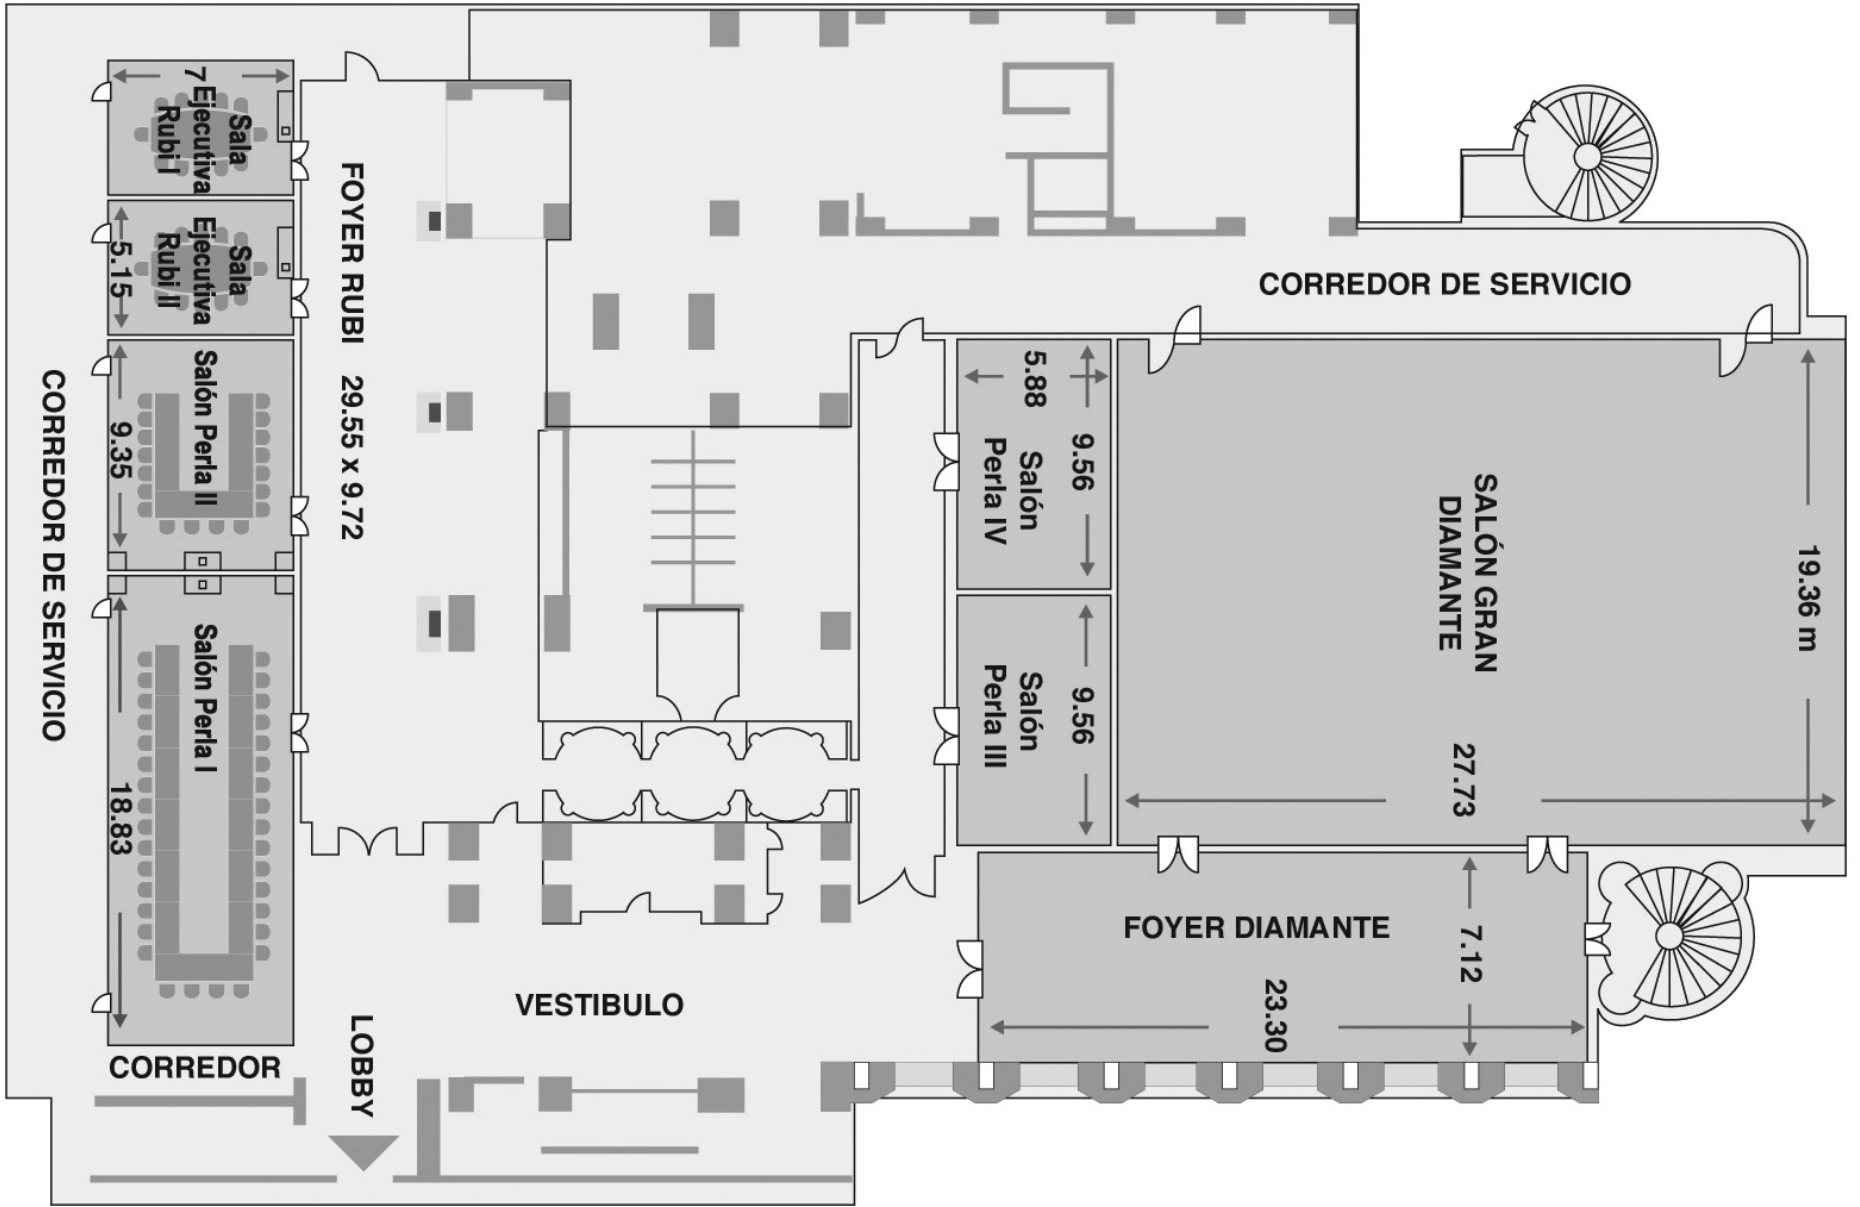 7
Sala
Ejecutiva
Rubi I
Sala
Ejecutiva
Rubi II
5.15
Salón Perla II
9.35
Salón Perla I
18.83
CORREDOR DE SERVICIO
FOYER RUBI 29.55 x 9.72
CORREDOR
LOBBY
VESTIBULO
CORREDOR DE SERVICIO
5.88
9.56
Salón
Perla IV
Salón
Perla III
9.56
SALÓN GRAN
DIAMANTE
19.36 m
27.73
FOYER DIAMANTE
7.12
23.30